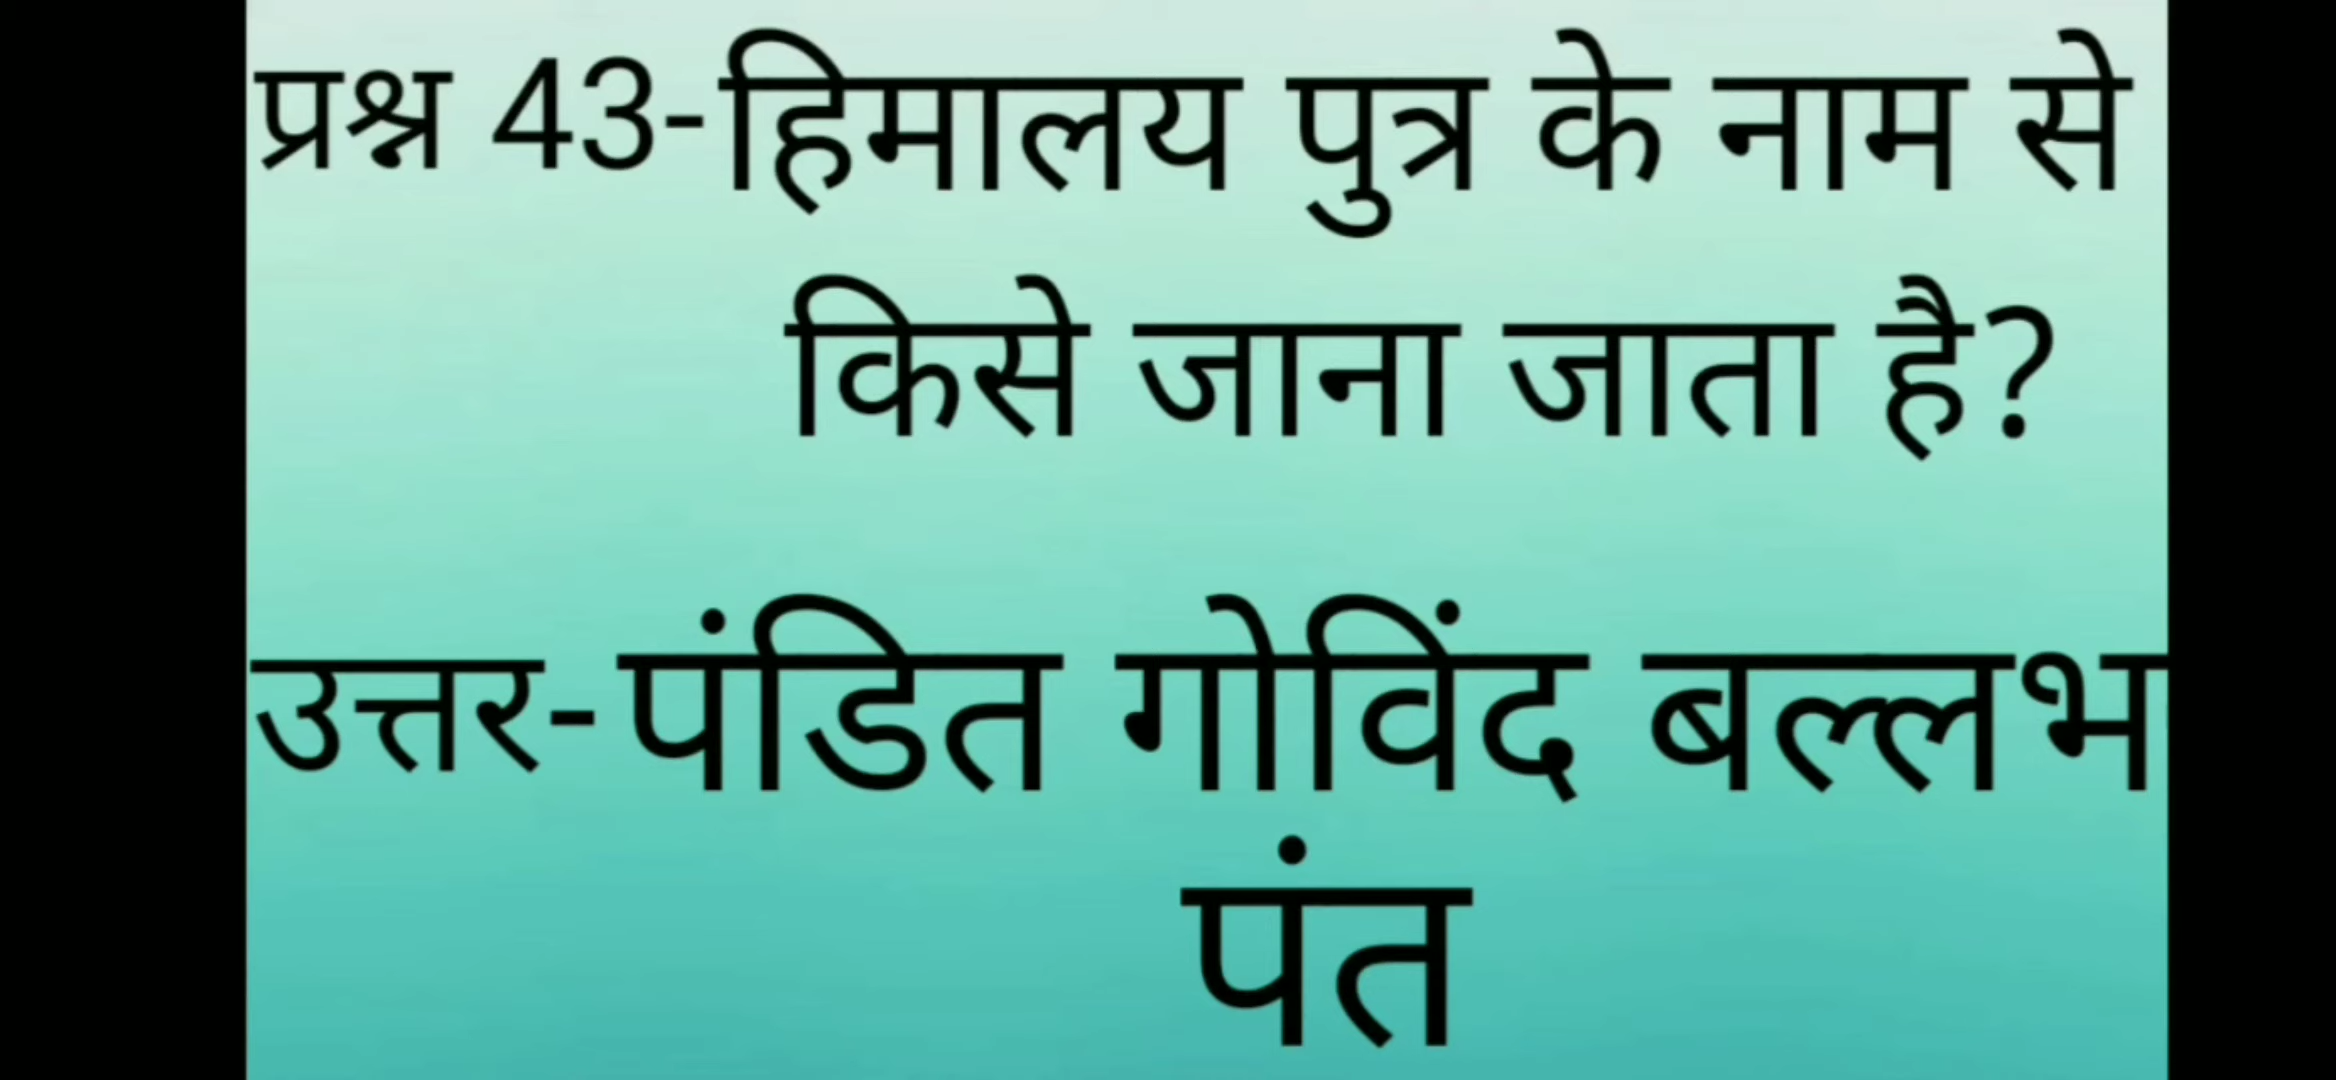 प्रश्न 43-हिमालय पुत्र के नाम से
किसे जाना जाता है?
उत्तर-पंडित गोविंद बल्लभ
पंत